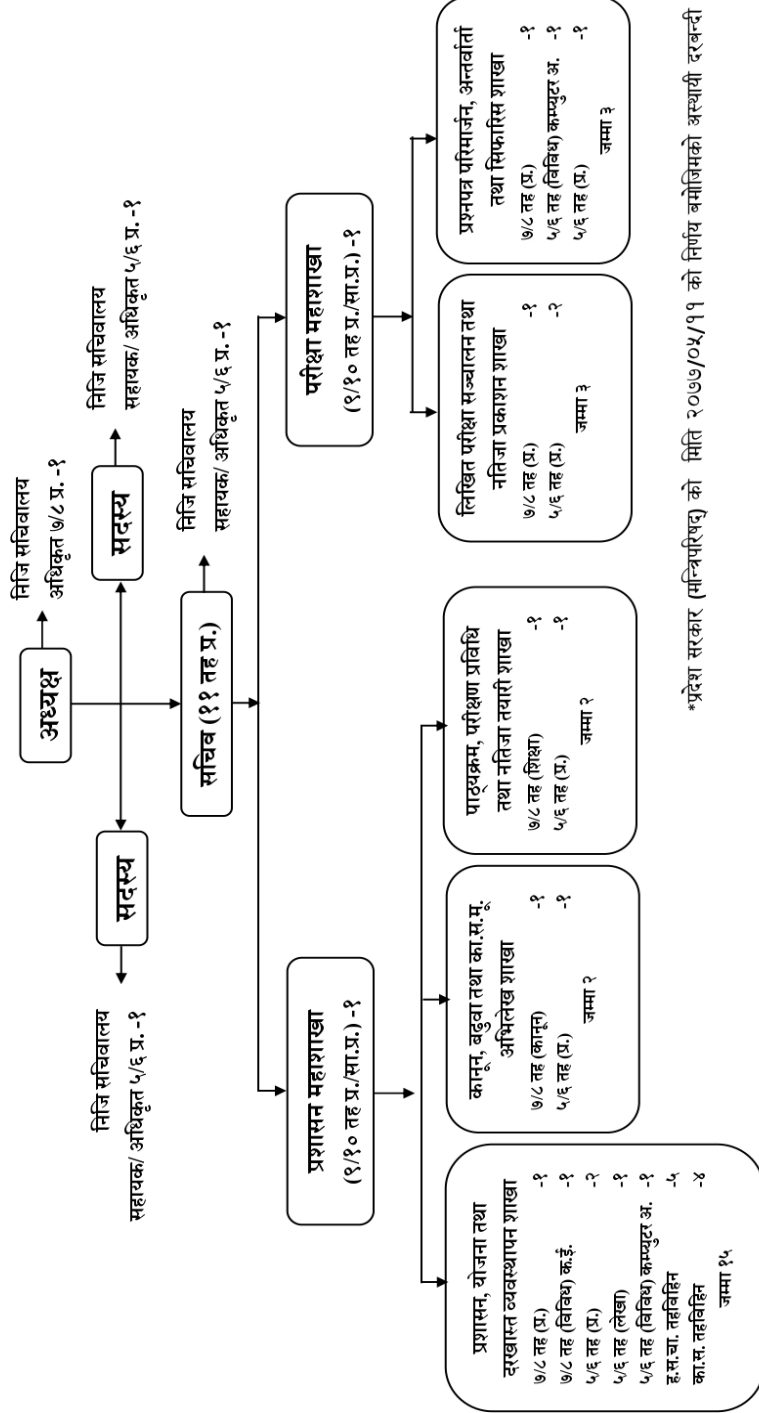 अध्यक्ष
निजि सचिवालय
अधिकृत ७/८ प्र. -१
सदस्य
निजि सचिवालय
सहायक/ अधिकृत ५/६ प्र. -१
सदस्य
निजि सचिवालय
सहायक/ अधिकृत ५/६ प्र. -१
सचिव (११ तह प्र.)
निजि सचिवालय
सहायक/ अधिकृत ५/६ प्र. -१
प्रशासन महाशाखा
(९/१० तह प्र./सा.प्र.) -१
परीक्षा महाशाखा
(९/१० तह प्र./सा.प्र.) -१
प्रशासन, योजना तथा
दरखास्त व्यवस्थापन शाखा
७/८ तह (प्र.) -१
७/८ तह (विविध) क.ई. -१
५/६ तह (प्र.) -२
५/६ तह (लेखा) -१
५/६ तह (विविध) कम्प्युटर अ. -१
ह.स.चा. तहविहिन -५
का.स. तहविहिन -४
जम्मा १५
कानून, बढुवा तथा का.स.मू.
अभिलेख शाखा
७/८ तह (कानून) -१
५/६ तह (प्र.) -१
जम्मा २
पाठ्यक्रम, परीक्षण प्रविधि
तथा नतिजा तयारी शाखा
७/८ तह (शिक्षा) -१
५/६ तह (प्र.) -१
जम्मा २
लिखित परीक्षा सञ्चालन तथा
नतिजा प्रकाशन शाखा
७/८ तह (प्र.) -१
५/६ तह (प्र.) -२
जम्मा ३
प्रश्नपत्र परिमार्जन, अन्तर्वार्ता
तथा सिफारिस शाखा
७/८ तह (प्र.) -१
५/६ तह (विविध) कम्प्युटर अ. -१
५/६ तह (प्र.) -१
जम्मा ३
*प्रदेश सरकार (मन्त्रिपरिषद्) को मिति २०७७/०५/११ को निर्णय बमोजिमको अस्थायी दरबन्दी